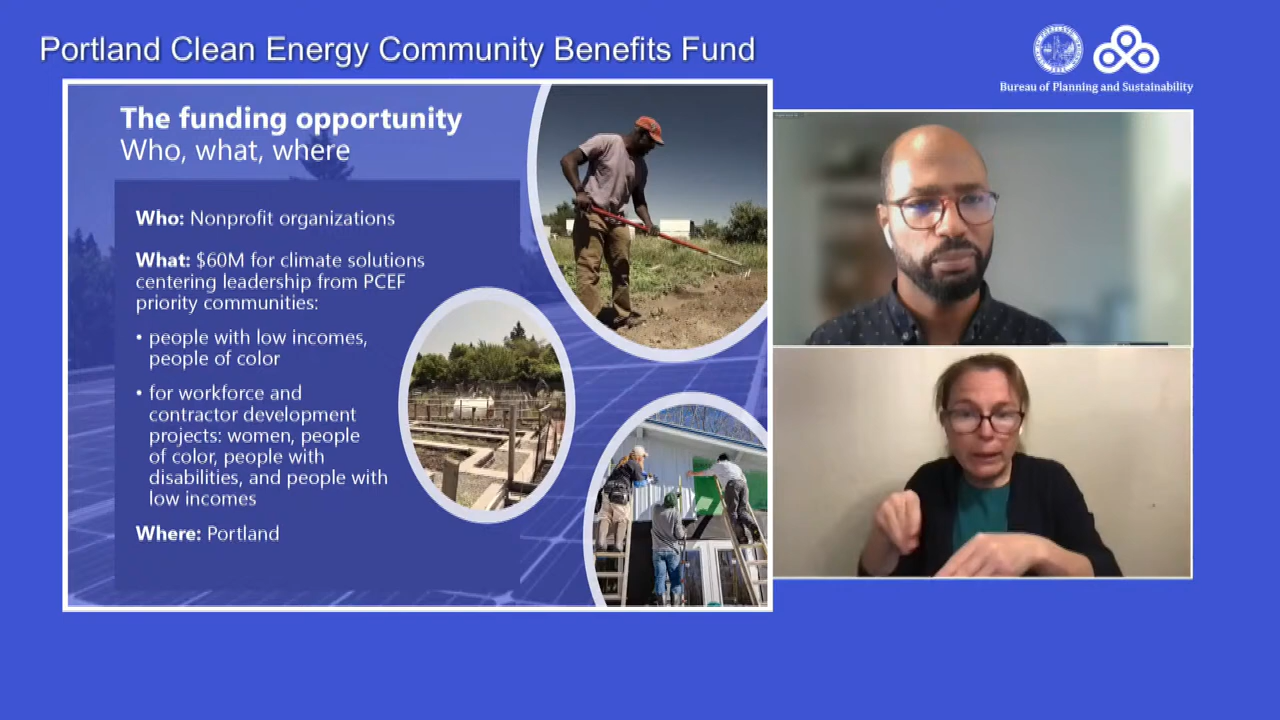 Portland Clean Energy Community Benefits Fund
Bureau of Planning and Sustainability
The funding opportunity
Who, what, where
Who: Nonprofit organizations
What: $60M for climate solutions
centering leadership from PCEF
priority communities:
• people with low incomes,
people of color
• for workforce and
contractor development
projects: women, people
of color, people with
disabilities, and people with
low incomes
Where: Portland